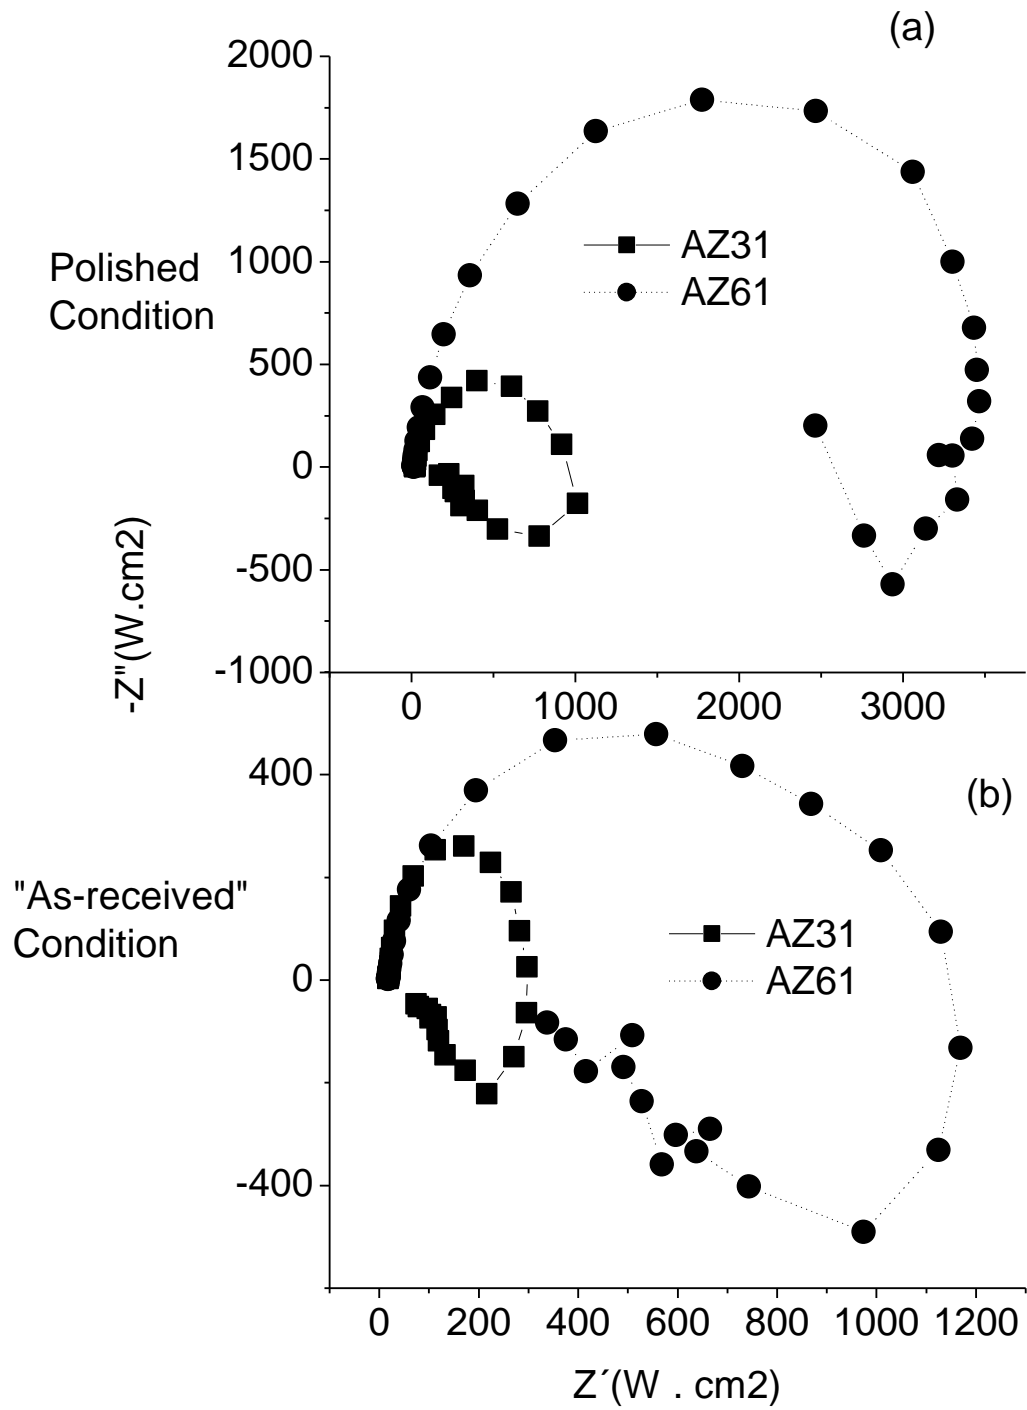 (a)
2000
1500
1000
500
0
-500
-1000
Polished
Condition
AZ31
AZ61
0 1000 2000 3000
-Z"(W.cm2)
(b)
400
0
-400
"As-received"
Condition
AZ31
AZ61
0 200 400 600 800 1000 1200
Z´(W . cm2)